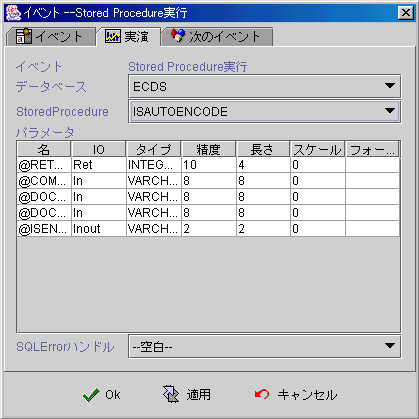 イベント --Stored Procedure実行
イベント 実演 次のイベント
イベント Stored Procedure実行
データベース ECDS
StoredProcedure ISAUTOENCODE
パラメータ
名 IO タイプ 精度 長さ スケール フォー...
@RET... Ret INTEG... 10 4 0
@COM... In VARCH... 8 8 0
@DOC... In VARCH... 8 8 0
@DOC... In VARCH... 8 8 0
@ISEN... Inout VARCH... 2 2 0
SQLErrorハンドル --空白--
Ok 適用 キャンセル